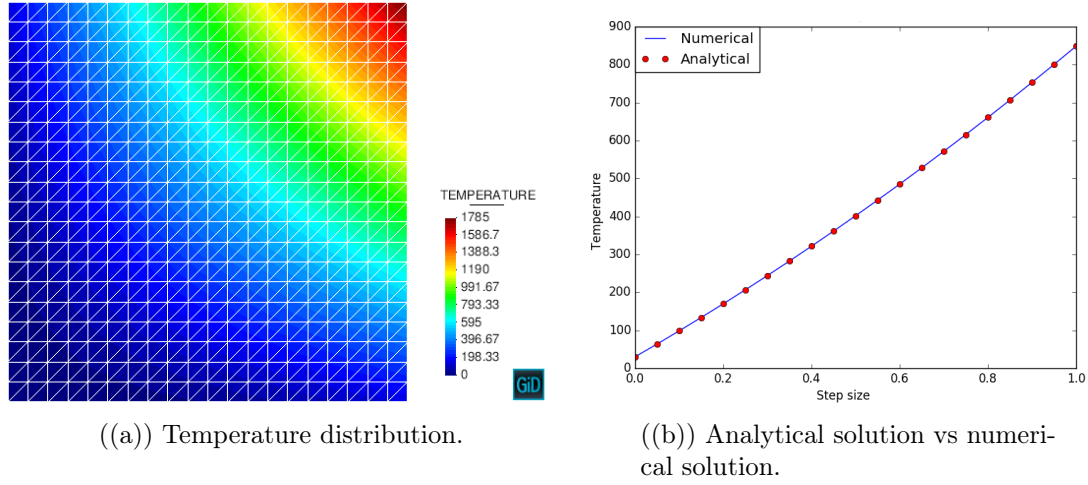 TEMPERATURE
1785
1586.7
1388.3
1190
991.67
793.33
595
396.67
198.33
0
GiD
((a)) Temperature distribution.
900
800
700
600
500
400
300
200
100
0
Temperature
Numerical
Analytical
0.0 0.2 0.4 0.6 0.8 1.0
Step size
((b)) Analytical solution vs numeri-
cal solution.